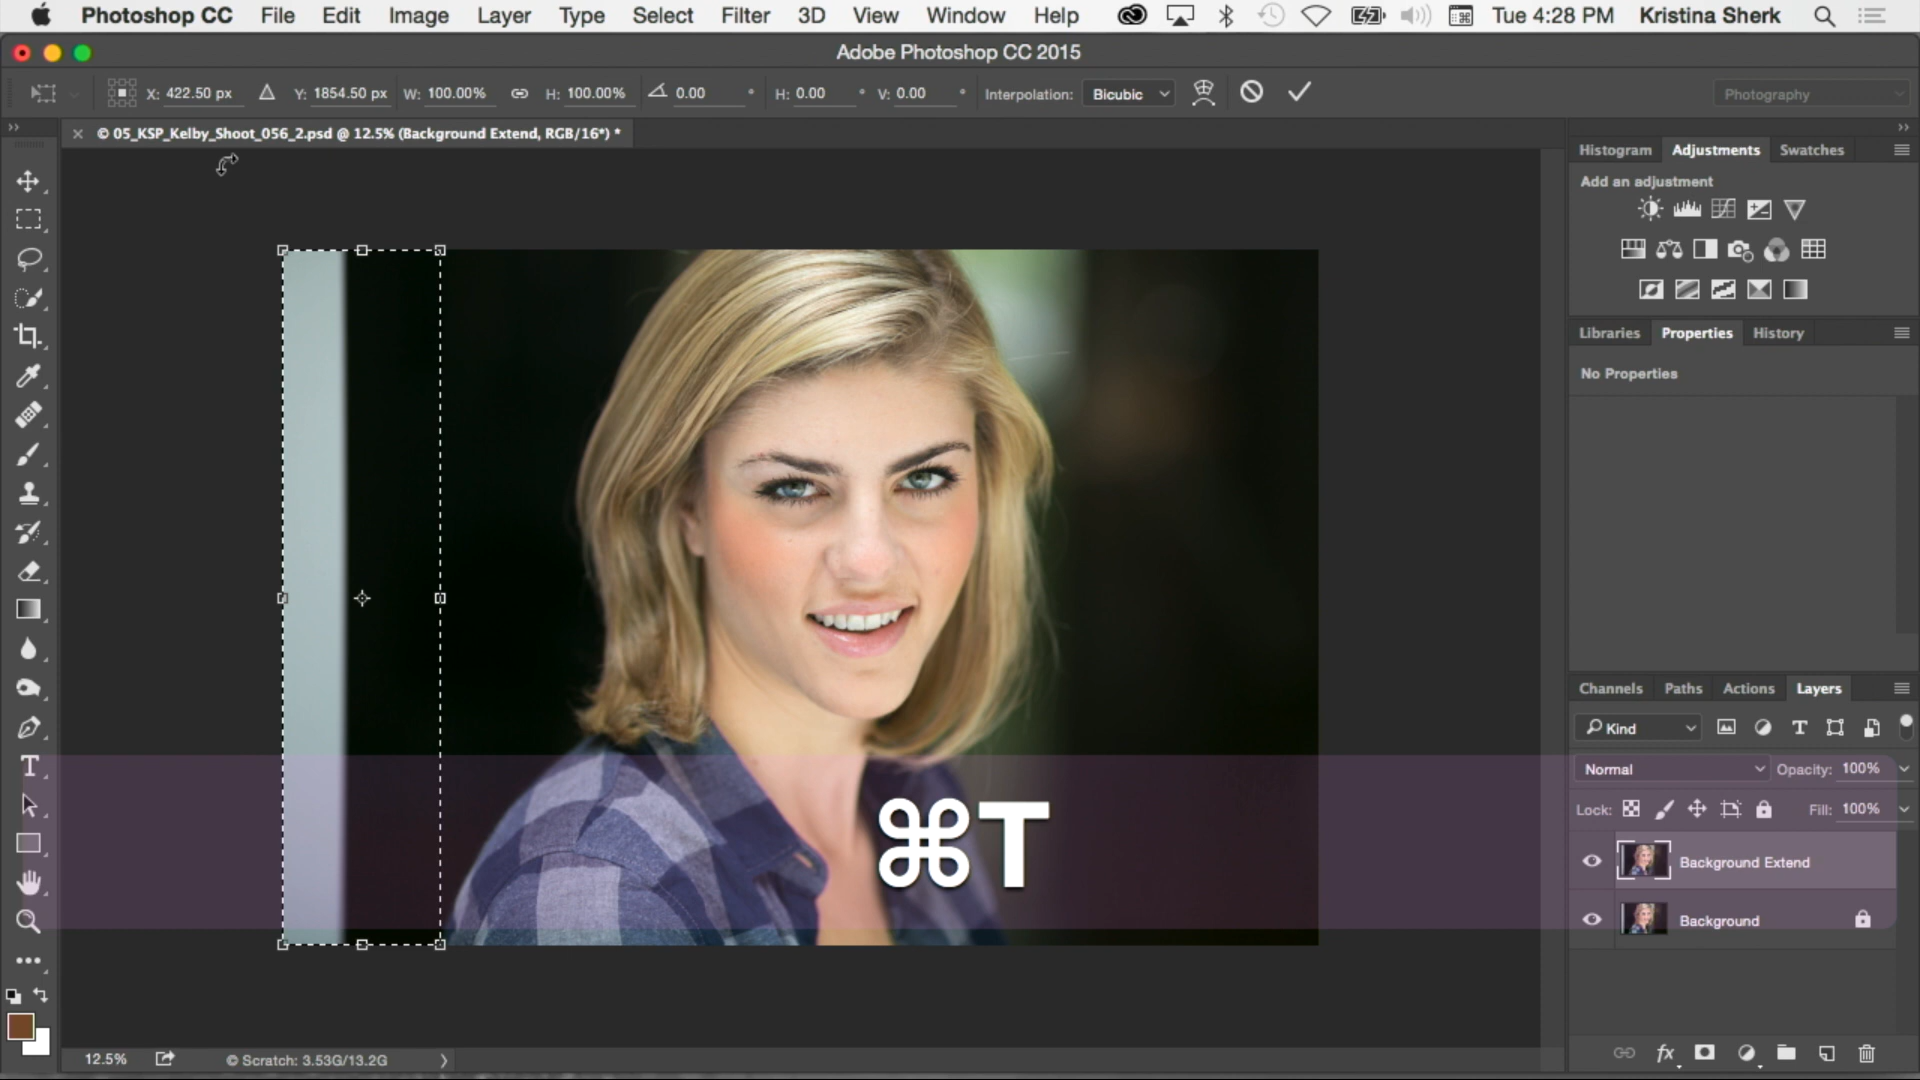 Photoshop CC File Edit Image Layer Type Select Filter 3D View Window Help Tue 4:28 PM Kristina Sherk
Adobe Photoshop CC 2015
X: 422.50 px Y: 1854.50 px W: 100.00% H: 100.00% 0.00 ° H: 0.00 ° V: 0.00 ° Interpolation: Bicubic Photography
© 05_KSP_Kelby_Shoot_056_2.psd @ 12.5% (Background Extend, RGB/16*) *
Histogram Adjustments Swatches
Add an adjustment
Libraries Properties History
No Properties
Channels Paths Actions Layers
Kind
Normal Opacity: 100%
Lock: Fill: 100%
⌘T
Background Extend
Background
12.5% © Scratch: 3.53G/13.2G
fx